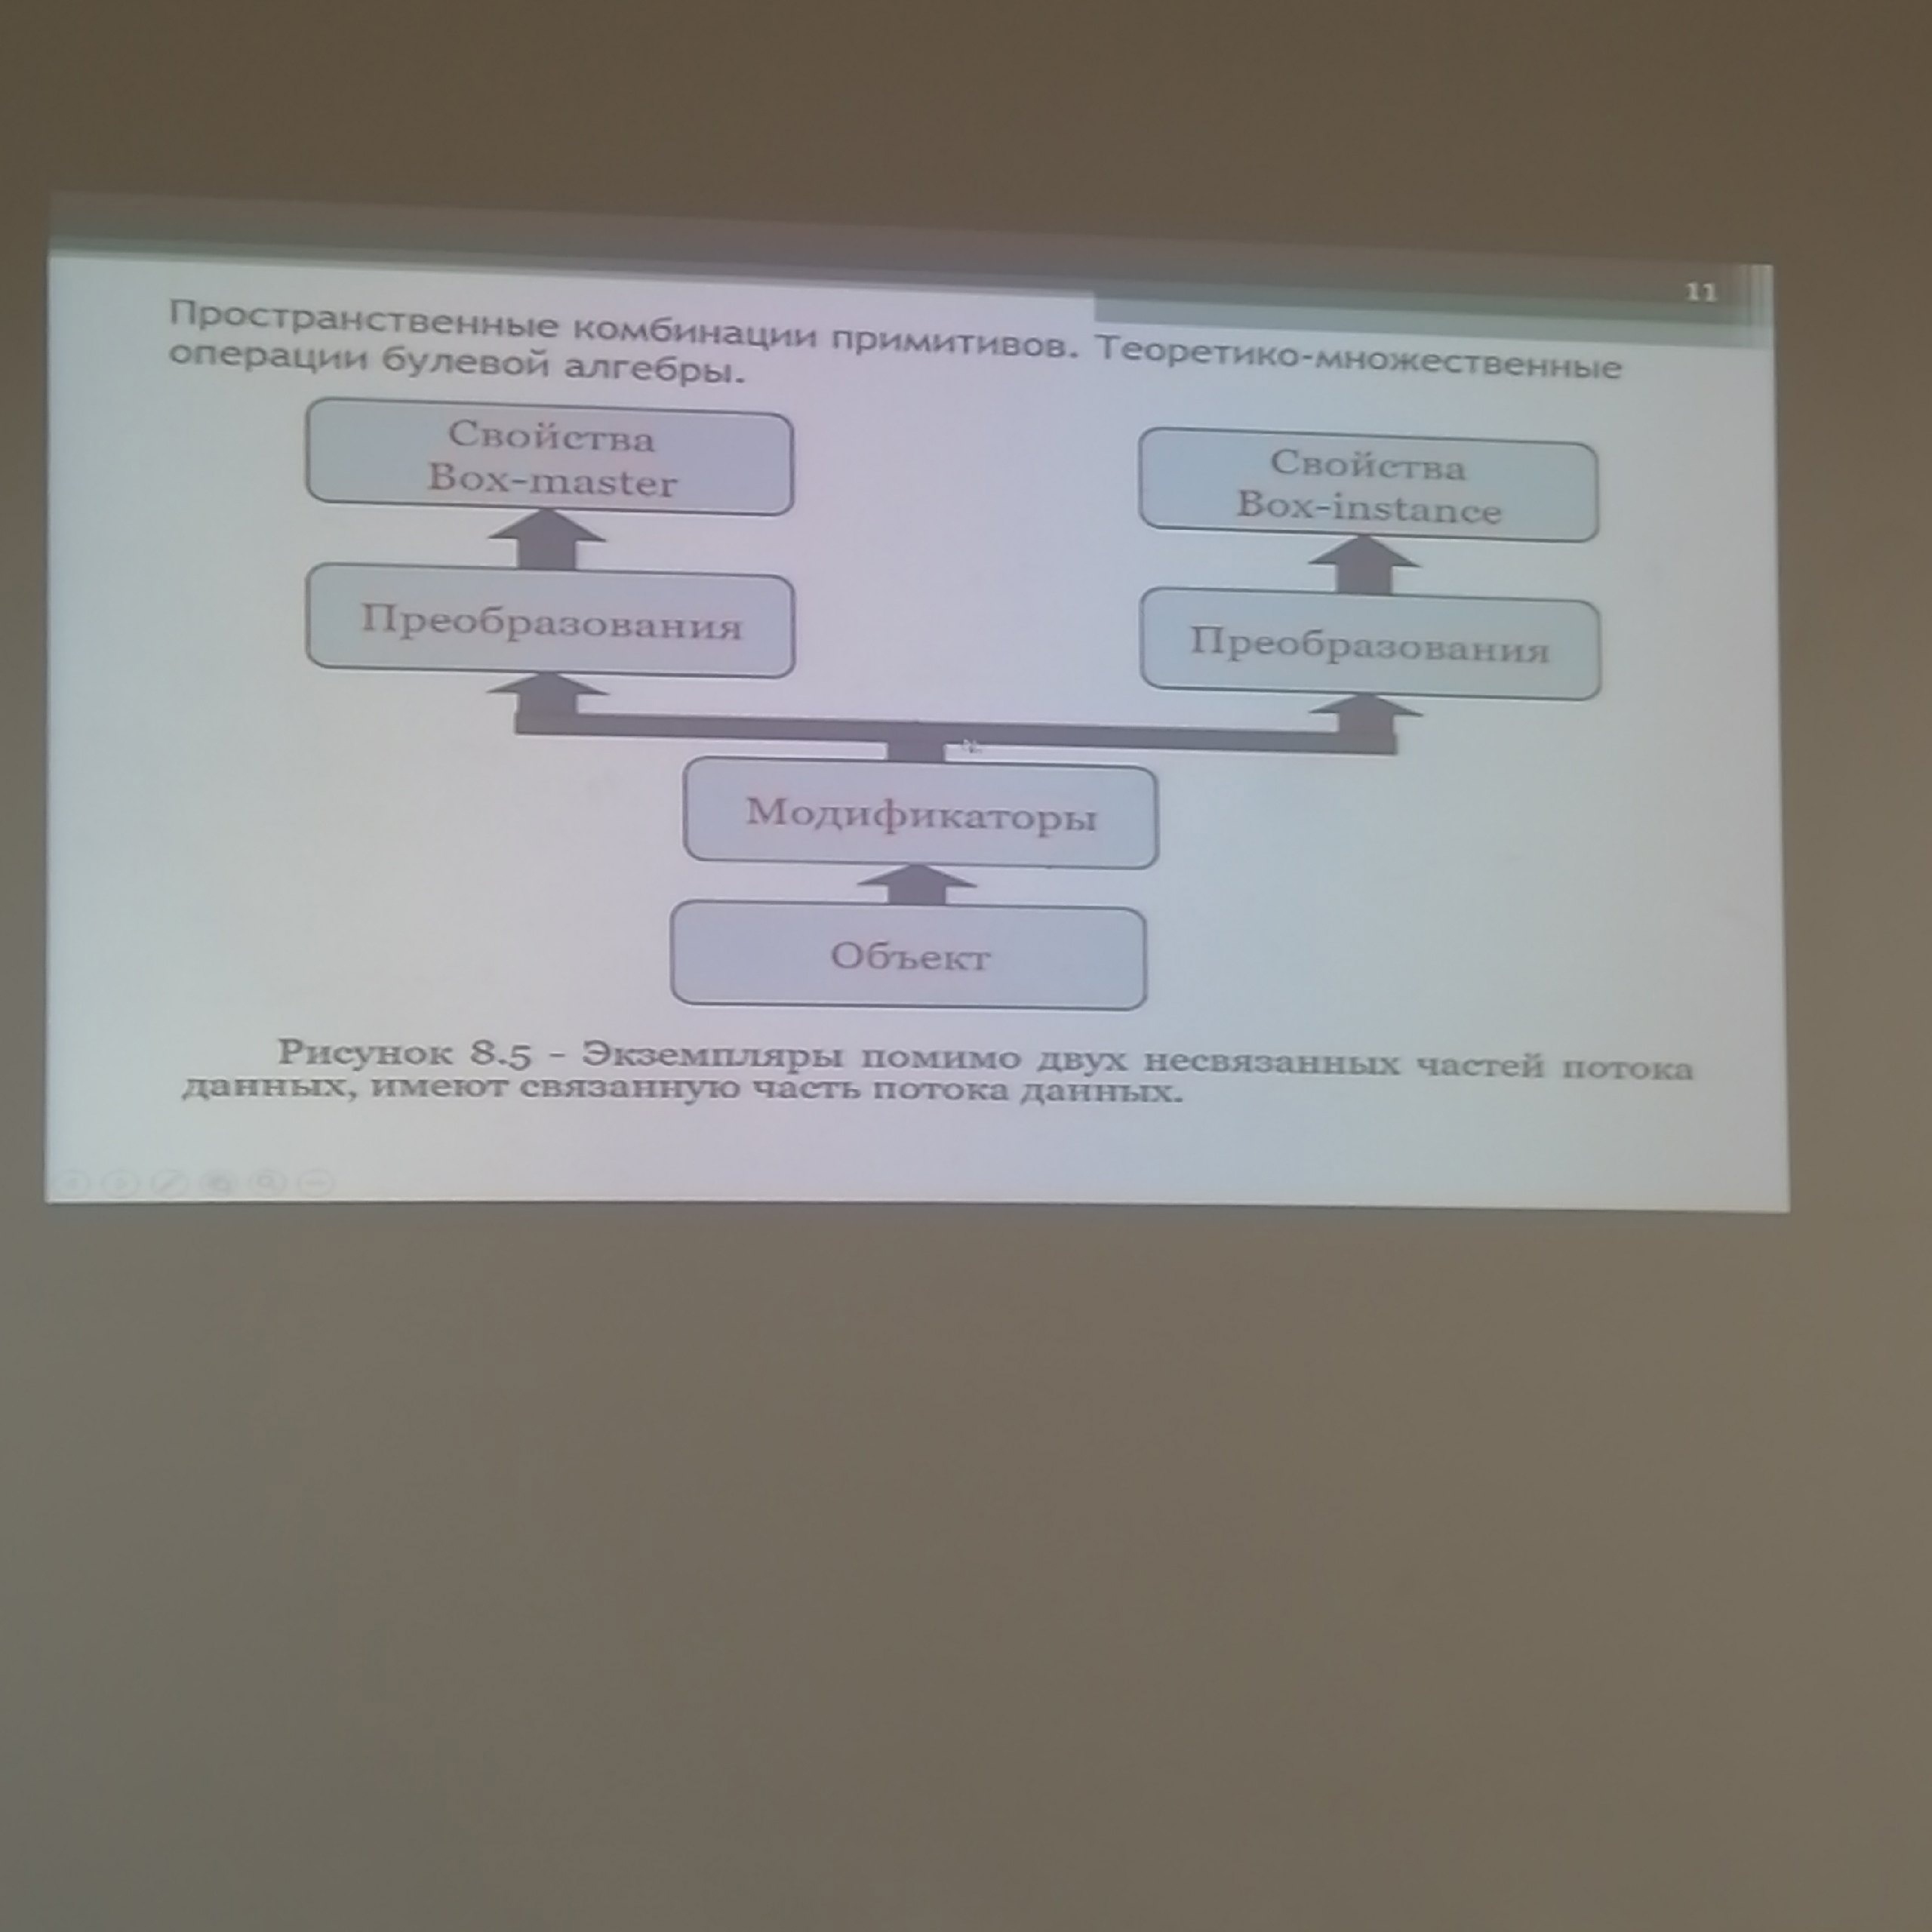 11
Пространственные комбинации примитивов. Теоретико-множественные
операции булевой алгебры.
Свойства
Box-master
Свойства
Box-instance
Преобразования
Преобразования
Модификаторы
Объект
Рисунок 8.5 – Экземпляры помимо двух несвязанных частей потока
данных, имеют связанную часть потока данных.